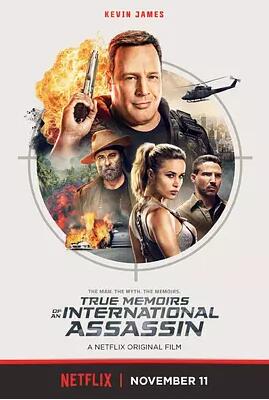 KEVIN JAMES
THE MAN. THE MYTH. THE MEMOIRS.
TRUE MEMOIRS
OF AN INTERNATIONAL
ASSASSIN
A NETFLIX ORIGINAL FILM
NETFLIX | NOVEMBER 11